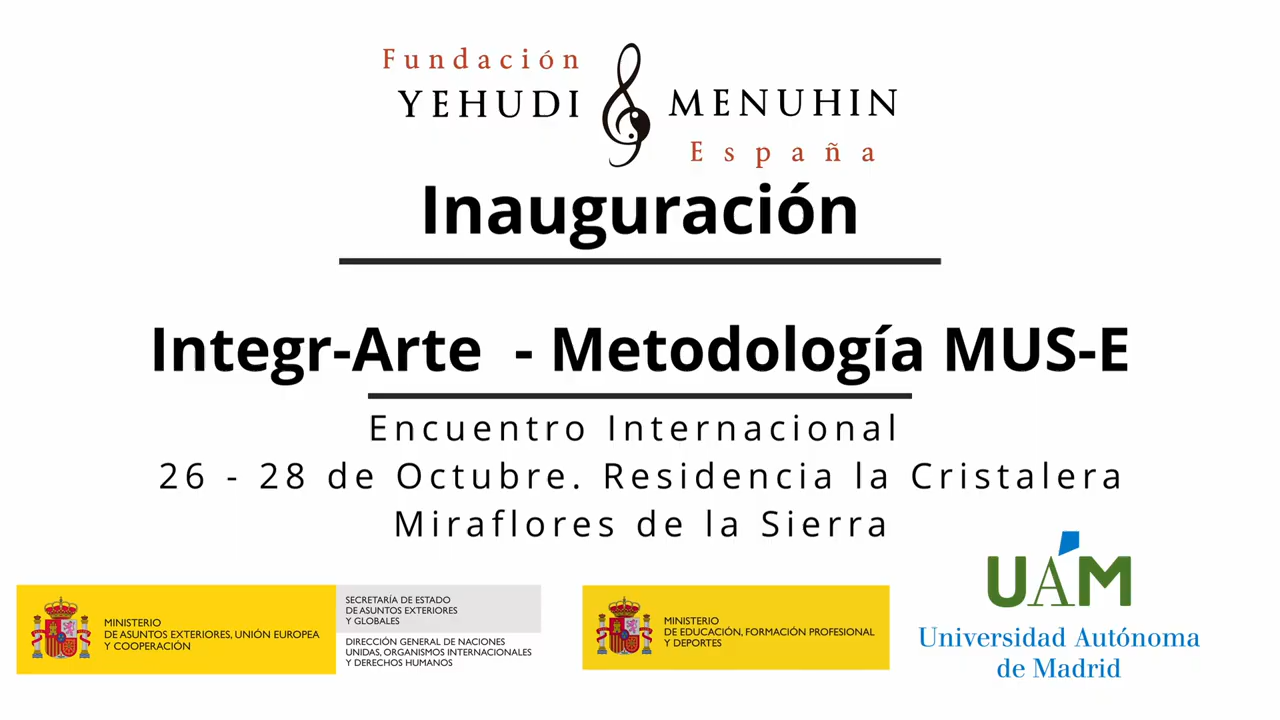 Fundación
YEHUDI MENUHIN
España
Inauguración
Integr-Arte - Metodología MUS-E
Encuentro Internacional
26 - 28 de Octubre. Residencia la Cristalera
Miraflores de la Sierra
MINISTERIO
DE ASUNTOS EXTERIORES, UNIÓN EUROPEA
Y COOPERACIÓN
SECRETARÍA DE ESTADO
DE ASUNTOS EXTERIORES
Y GLOBALES
DIRECCIÓN GENERAL DE NACIONES
UNIDAS, ORGANISMOS INTERNACIONALES
Y DERECHOS HUMANOS
MINISTERIO
DE EDUCACIÓN, FORMACIÓN PROFESIONAL
Y DEPORTES
UAM
Universidad Autónoma
de Madrid